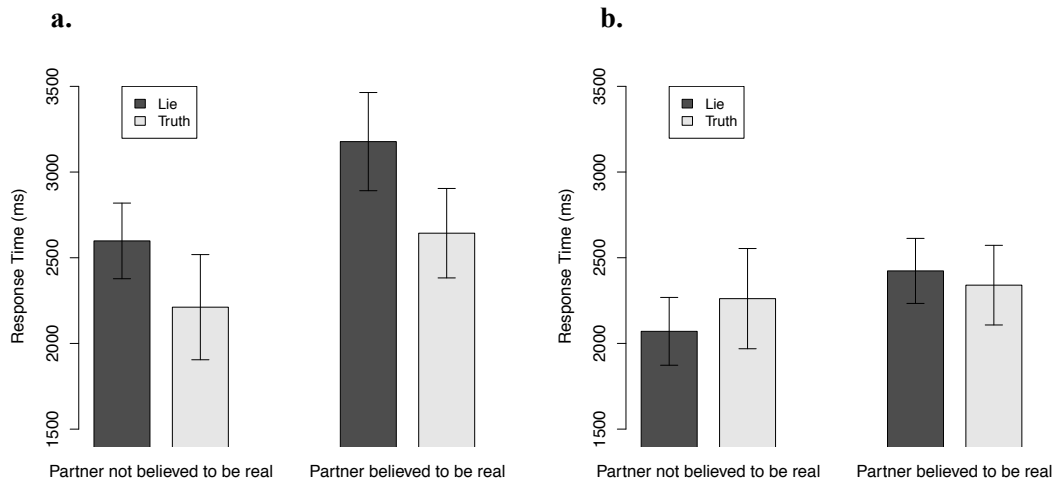 a.
Response Time (ms)
3500
3000
2500
2000
1500
Lie
Truth
Partner not believed to be real
Partner believed to be real
b.
Response Time (ms)
3500
3000
2500
2000
1500
Lie
Truth
Partner not believed to be real
Partner believed to be real